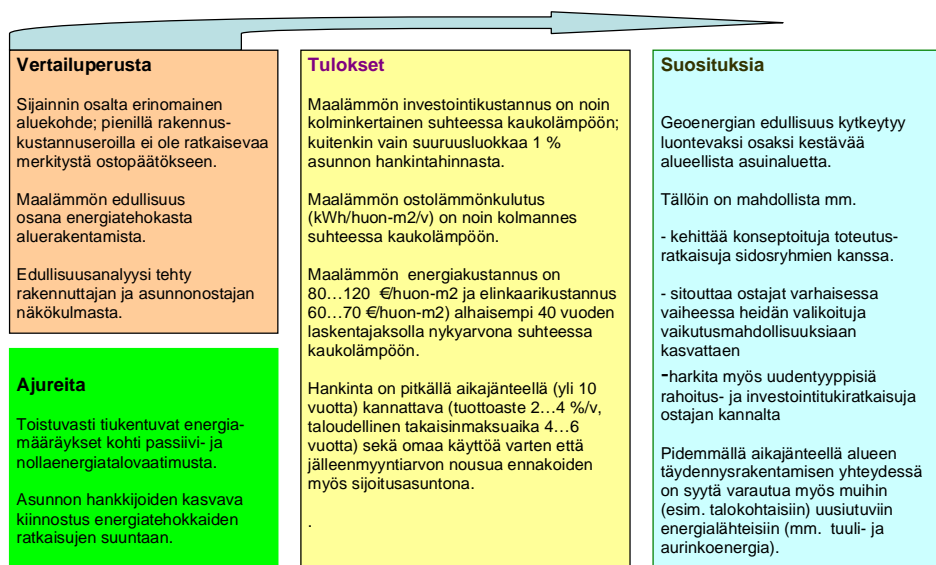 Vertailuperusta
Sijainnin osalta erinomainen
aluekohde; pienillä rakennus-
kustannuseroilla ei ole ratkaisevaa
merkitystä ostopäätökseen.
Maalämmön edullisuus
osana energiatehokasta
aluerakentamista.
Edullisuusanalyysi tehty
rakennuttajan ja asunnonostajan
näkökulmasta.
Ajureita
Toistuvasti tiukentuvat energia-
määräykset kohti passiivi- ja
nollaenergiatalovaatimusta.
Asunnon hankkijoiden kasvava
kiinnostus energiatehokkaiden
ratkaisujen suuntaan.
Tulokset
Maalämmön investointikustannus on noin
kolminkertainen suhteessa kaukolämpöön;
kuitenkin vain suuruusluokkaa 1 %
asunnon hankintahinnasta.
Maalämmön ostolämmönkulutus
(kWh/huon-m2/v) on noin kolmannes
suhteessa kaukolämpöön.
Maalämmön energiakustannus on
80…120 €/huon-m2 ja elinkaarikustannus
60…70 €/huon-m2) alhaisempi 40 vuoden
laskentajaksolla nykyarvona suhteessa
kaukolämpöön.
Hankinta on pitkällä aikajänteellä (yli 10
vuotta) kannattava (tuottoaste 2…4 %/v,
taloudellinen takaisinmaksuaika 4…6
vuotta) sekä omaa käyttöä varten että
jälleenmyyntiarvon nousua ennakoiden
myös sijoitusasuntona.
.
Suosituksia
Geoenergian edullisuus kytkeytyy
luontevaksi osaksi kestävää
alueellista asuinaluetta.
Tällöin on mahdollista mm.
- kehittää konseptoituja toteutus-
ratkaisuja sidosryhmien kanssa.
- sitouttaa ostajat varhaisessa
vaiheessa heidän valikoituja
vaikutusmahdollisuuksiaan
kasvattaen
-harkita myös uudentyyppisiä
rahoitus- ja investointitukiratkaisuja
ostajan kannalta
Pidemmällä aikajänteellä alueen
täydennysrakentamisen yhteydessä
on syytä varautua myös muihin
(esim. talokohtaisiin) uusiutuviin
energialähteisiin (mm. tuuli- ja
aurinkoenergia).